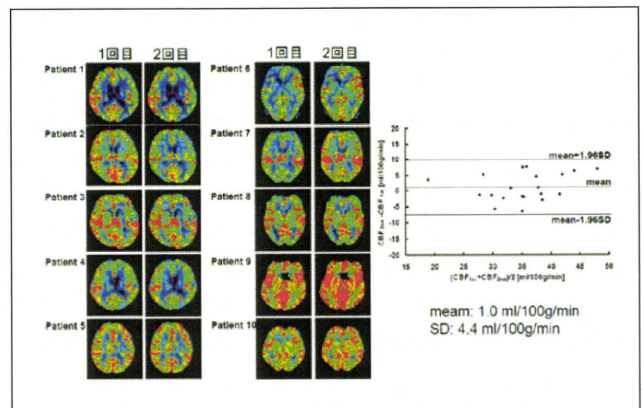 1回目 2回目
1回目 2回目
Patient 1
Patient 2
Patient 3
Patient 4
Patient 5
Patient 6
Patient 7
Patient 8
Patient 9
Patient 10
20
15
10
5
0
-5
-10
-15
-20
mean+1.96SD
mean
mean-1.96SD
15 20 25 30 35 40 45 50
[ml/100g/min]
meam: 1.0 ml/100g/min
SD: 4.4 ml/100g/min